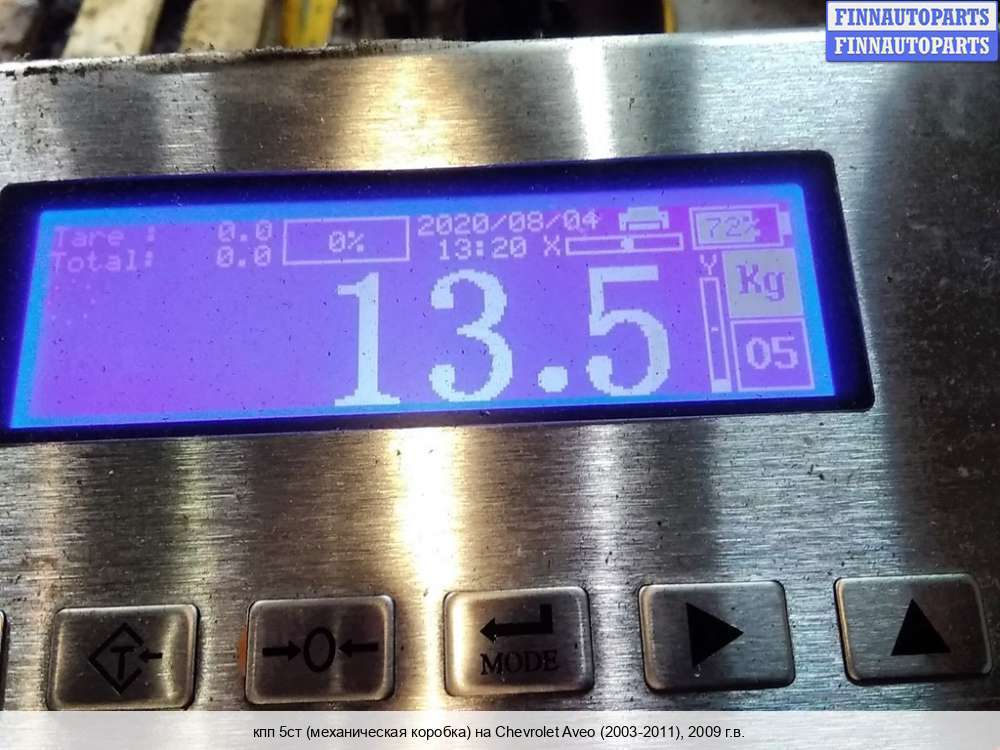 FINNAUTOPARTS
FINNAUTOPARTS
Tare : 0.0
Total: 0.0
0%
2020/08/04
13:20 X
72%
Y
Kg
13.5
05
T
0
MODE
кпп 5ст (механическая коробка) на Chevrolet Aveo (2003-2011), 2009 г.в.